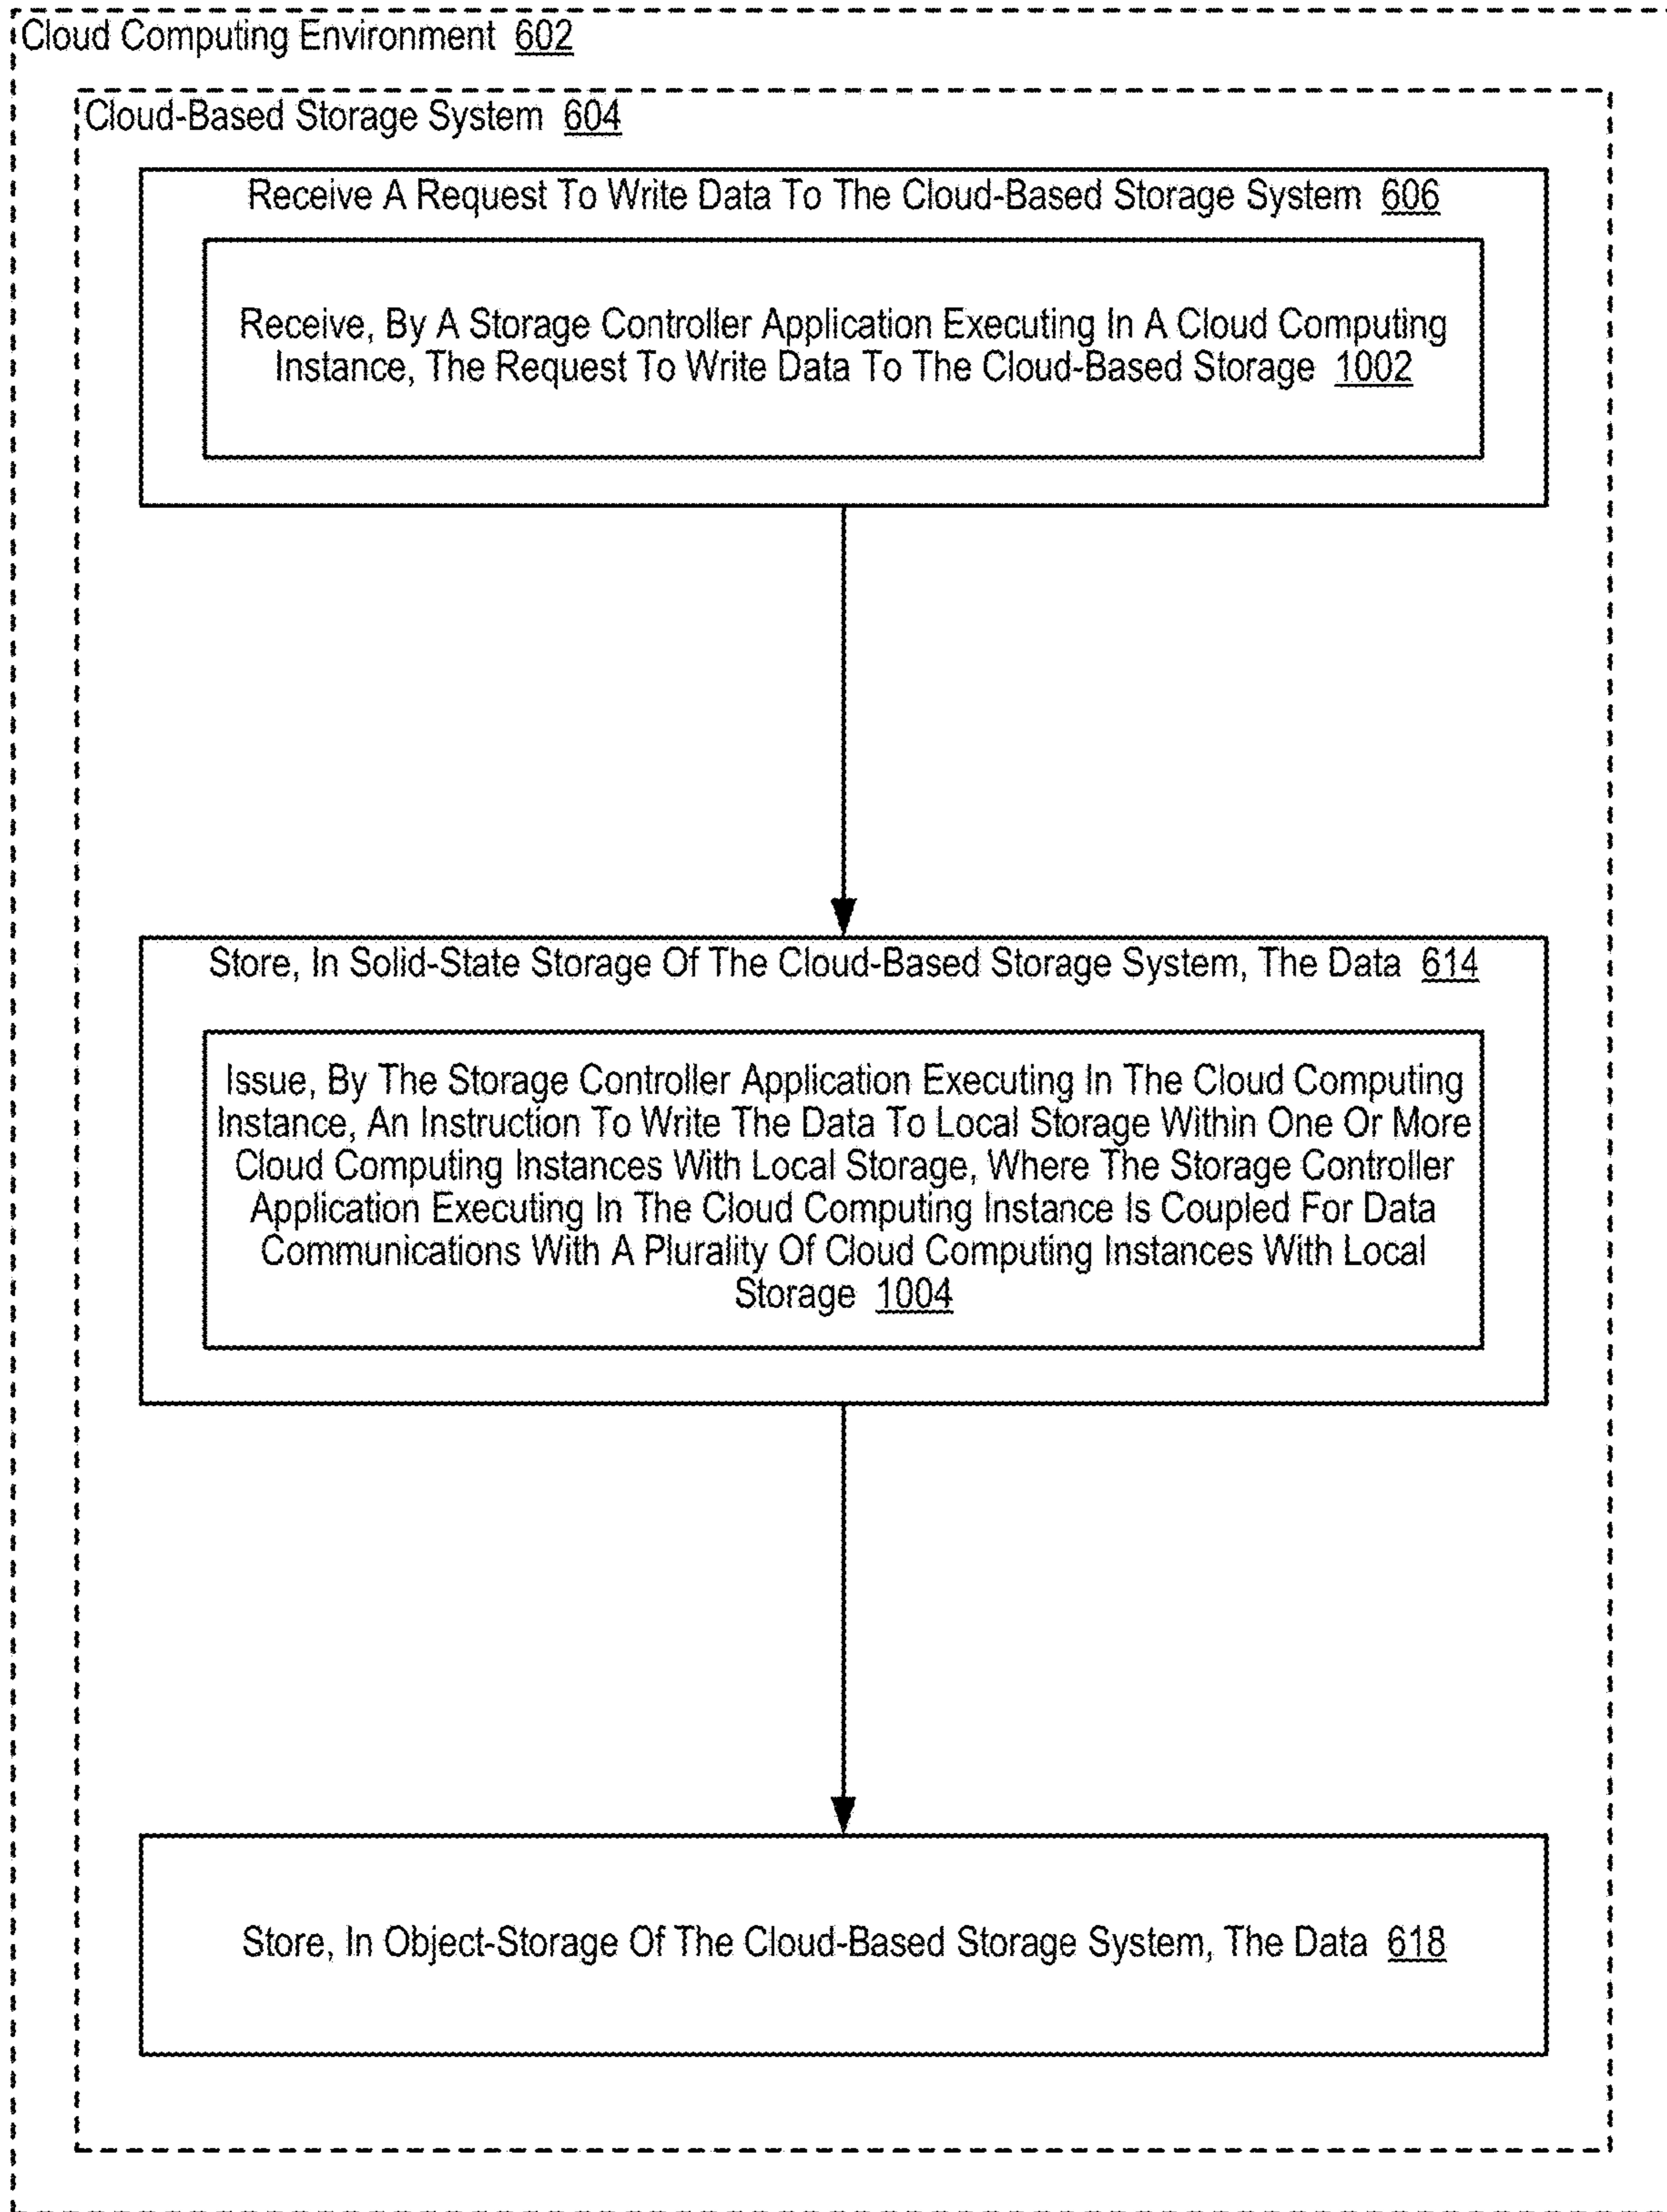 Cloud Computing Environment 602
Cloud-Based Storage System 604
Receive A Request To Write Data To The Cloud-Based Storage System 606
Receive, By A Storage Controller Application Executing In A Cloud Computing
Instance, The Request To Write Data To The Cloud-Based Storage 1002
Store, In Solid-State Storage Of The Cloud-Based Storage System, The Data 614
Issue, By The Storage Controller Application Executing In The Cloud Computing
Instance, An Instruction To Write The Data To Local Storage Within One Or More
Cloud Computing Instances With Local Storage, Where The Storage Controller
Application Executing In The Cloud Computing Instance Is Coupled For Data
Communications With A Plurality Of Cloud Computing Instances With Local
Storage 1004
Store, In Object-Storage Of The Cloud-Based Storage System, The Data 618